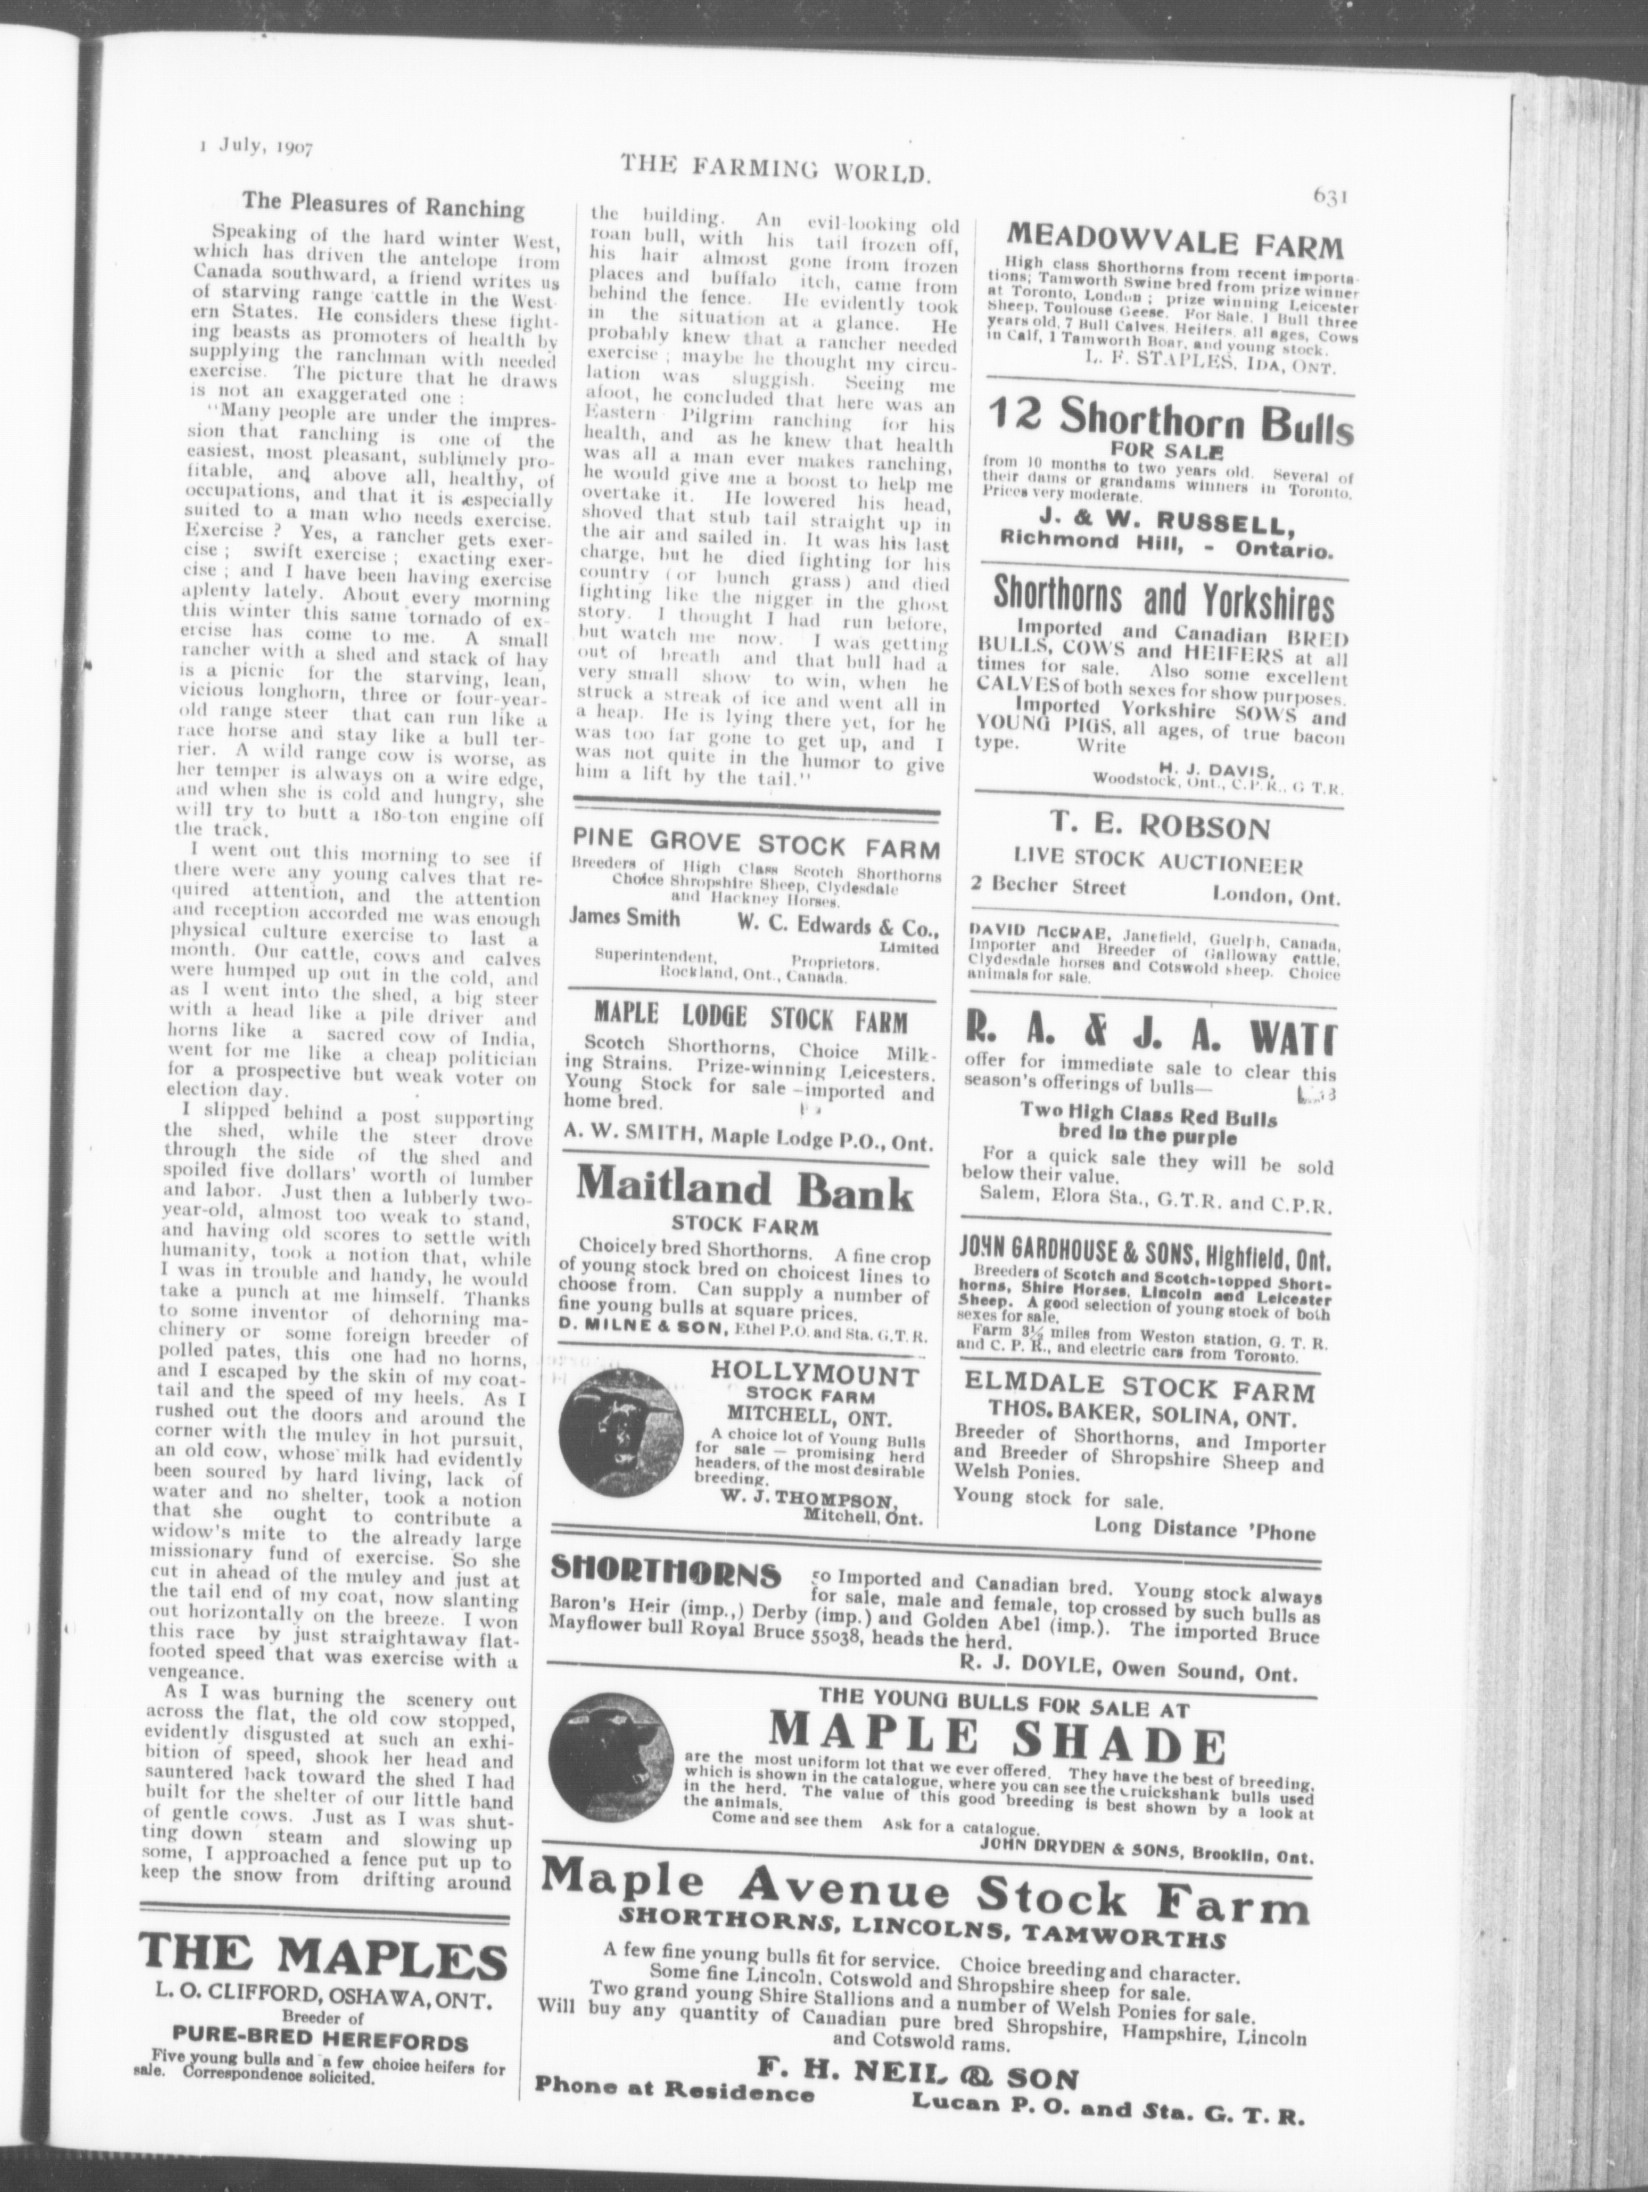 1 July, 1907
THE FARMING WORLD.
631
The Pleasures of Ranching
Speaking of the hard winter West,
which has driven the antelope from
Canada southward, a friend writes us
of starving range cattle in the West-
ern States. He considers these fight-
ing beasts as promoters of health by
supplying the ranchman with needed
exercise. The picture that he draws
is not an exaggerated one :
"Many people are under the impres-
sion that ranching is one of the
easiest, most pleasant, sublimely pro-
fitable, and above all, healthy, of
occupations, and that it is especially
suited to a man who needs exercise.
Exercise ? Yes, a rancher gets exer-
cise ; swift exercise ; exacting exer-
cise ; and I have been having exercise
aplenty lately. About every morning
this winter this same tornado of ex-
ercise has come to me. A small
rancher with a shed and stack of hay
is a picnic for the starving, lean,
vicious longhorn, three or four-year-
old range steer that can run like a
race horse and stay like a bull ter-
rier. A wild range cow is worse, as
her temper is always on a wire edge,
and when she is cold and hungry, she
will try to butt a 180-ton engine off
the track.
I went out this morning to see if
there were any young calves that re-
quired attention, and the attention
and reception accorded me was enough
physical culture exercise to last a
month. Our cattle, cows and calves
were humped up out in the cold, and
as I went into the shed, a big steer
with a head like a pile driver and
horns like a sacred cow of India,
went for me like a cheap politician
for a prospective but weak voter on
election day.
I slipped behind a post supporting
the shed, while the steer drove
through the side of the shed and
spoiled five dollars' worth of lumber
and labor. Just then a lubberly two-
year-old, almost too weak to stand,
and having old scores to settle with
humanity, took a notion that, while
I was in trouble and handy, he would
take a punch at me himself. Thanks
to some inventor of dehorning ma-
chinery or some foreign breeder of
polled pates, this one had no horns,
and I escaped by the skin of my coat-
tail and the speed of my heels. As I
rushed out the doors and around the
corner with the muley in hot pursuit,
an old cow, whose milk had evidently
been soured by hard living, lack of
water and no shelter, took a notion
that she ought to contribute a
widow's mite to the already large
missionary fund of exercise. So she
cut in ahead of the muley and just at
the tail end of my coat, now slanting
out horizontally on the breeze. I won
this race by just straightaway flat-
footed speed that was exercise with a
vengeance.
As I was burning the scenery out
across the flat, the old cow stopped,
evidently disgusted at such an exhi-
bition of speed, shook her head and
sauntered back toward the shed I had
built for the shelter of our little band
of gentle cows. Just as I was shut-
ting down steam and slowing up
some, I approached a fence put up to
keep the snow from drifting around
THE MAPLES
L. O. CLIFFORD, OSHAWA, ONT.
Breeder of
PURE-BRED HEREFORDS
Five young bulls and a few choice heifers for
sale. Correspondence solicited.
the building. An evil-looking old
roan bull, with his tail frozen off,
his hair almost gone from frozen
places and buffalo itch, came from
behind the fence. He evidently took
in the situation at a glance. He
probably knew that a rancher needed
exercise ; maybe he thought my circu-
lation was sluggish. Seeing me
afoot, he concluded that here was an
Eastern Pilgrim ranching for his
health, and as he knew that health
was all a man ever makes ranching,
he would give me a boost to help me
overtake it. He lowered his head,
shoved that stub tail straight up in
the air and sailed in. It was his last
charge, but he died fighting for his
country (or bunch grass) and died
fighting like the nigger in the ghost
story. I thought I had run before,
but watch me now. I was getting
out of breath and that bull had a
very small show to win, when he
struck a streak of ice and went all in
a heap. He is lying there yet, for he
was too far gone to get up, and I
was not quite in the humor to give
him a lift by the tail."
PINE GROVE STOCK FARM
Breeders of High Class Scotch Shorthorns
Choice Shropshire Sheep, Clydesdale
and Hackney Horses.
James Smith W. C. Edwards & Co.,
Limited
Superintendent, Proprietors.
Rockland, Ont., Canada.
MAPLE LODGE STOCK FARM
Scotch Shorthorns, Choice Milk-
ing Strains. Prize-winning Leicesters.
Young Stock for sale—imported and
home bred.
A. W. SMITH, Maple Lodge P.O., Ont.
Maitland Bank
STOCK FARM
Choicely bred Shorthorns. A fine crop
of young stock bred on choicest lines to
choose from. Can supply a number of
fine young bulls at square prices.
D. MILNE & SON, Ethel P.O. and Sta. G.T.R.
HOLLYMOUNT
STOCK FARM
MITCHELL, ONT.
A choice lot of Young Bulls
for sale — promising herd
headers, of the most desirable
breeding.
W. J. THOMPSON,
Mitchell, Ont.
MEADOWVALE FARM
High class Shorthorns from recent importa-
tions; Tamworth Swine bred from prize winner
at Toronto, London ; prize winning Leicester
Sheep, Toulouse Geese. For Sale, 1 Bull three
years old, 7 Bull Calves, Heifers, all ages, Cows
in Calf, 1 Tamworth Boar, and young stock.
L. F. STAPLES, IDA, ONT.
12 Shorthorn Bulls
FOR SALE
from 10 months to two years old. Several of
their dams or grandams winners in Toronto.
Prices very moderate.
J. & W. RUSSELL,
Richmond Hill, - Ontario.
Shorthorns and Yorkshires
Imported and Canadian BRED
BULLS, COWS and HEIFERS at all
times for sale. Also some excellent
CALVES of both sexes for show purposes.
Imported Yorkshire SOWS and
YOUNG PIGS, all ages, of true bacon
type. Write
H. J. DAVIS,
Woodstock, Ont., C.P.R., G T.R.
T. E. ROBSON
LIVE STOCK AUCTIONEER
2 Becher Street London, Ont.
DAVID McCRAE, Janefield, Guelph, Canada,
Importer and Breeder of Galloway cattle,
Clydesdale horses and Cotswold sheep. Choice
animals for sale.
R. A. & J. A. WATT
offer for immediate sale to clear this
season's offerings of bulls—
Two High Class Red Bulls
bred in the purple
For a quick sale they will be sold
below their value.
Salem, Elora Sta., G.T.R. and C.P.R.
JOHN GARDHOUSE & SONS, Highfield, Ont.
Breeders of Scotch and Scotch-topped Short-
horns, Shire Horses, Lincoln and Leicester
Sheep. A good selection of young stock of both
sexes for sale.
Farm 3½ miles from Weston station, G. T. R.
and C. P. R., and electric cars from Toronto.
ELMDALE STOCK FARM
THOS. BAKER, SOLINA, ONT.
Breeder of Shorthorns, and Importer
and Breeder of Shropshire Sheep and
Welsh Ponies.
Young stock for sale.
Long Distance 'Phone
SHORTHORNS 50 Imported and Canadian bred. Young stock always
for sale, male and female, top crossed by such bulls as
Baron's Heir (imp.,) Derby (imp.) and Golden Abel (imp.). The imported Bruce
Mayflower bull Royal Bruce 55038, heads the herd.
R. J. DOYLE, Owen Sound, Ont.
THE YOUNG BULLS FOR SALE AT
MAPLE SHADE
are the most uniform lot that we ever offered. They have the best of breeding,
which is shown in the catalogue, where you can see the Cruickshank bulls used
in the herd. The value of this good breeding is best shown by a look at
the animals.
Come and see them Ask for a catalogue.
JOHN DRYDEN & SONS, Brooklin, Ont.
Maple Avenue Stock Farm
SHORTHORNS, LINCOLNS, TAMWORTHS
A few fine young bulls fit for service. Choice breeding and character.
Some fine Lincoln, Cotswold and Shropshire sheep for sale.
Two grand young Shire Stallions and a number of Welsh Ponies for sale.
Will buy any quantity of Canadian pure bred Shropshire, Hampshire, Lincoln
and Cotswold rams.
F. H. NEIL & SON
Phone at Residence Lucan P. O. and Sta. G. T. R.